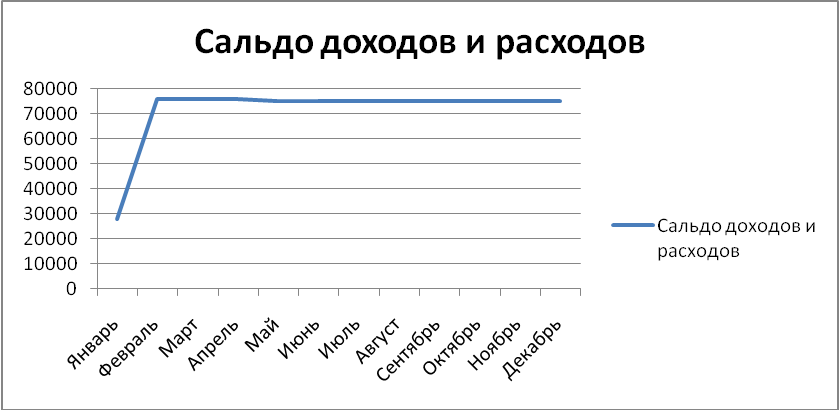 Сальдо доходов и расходов
80000
70000
60000
50000
40000
30000
20000
10000
0
Январь
Февраль
Март
Апрель
Май
Июнь
Июль
Август
Сентябрь
Октябрь
Ноябрь
Декабрь
Сальдо доходов и
расходов